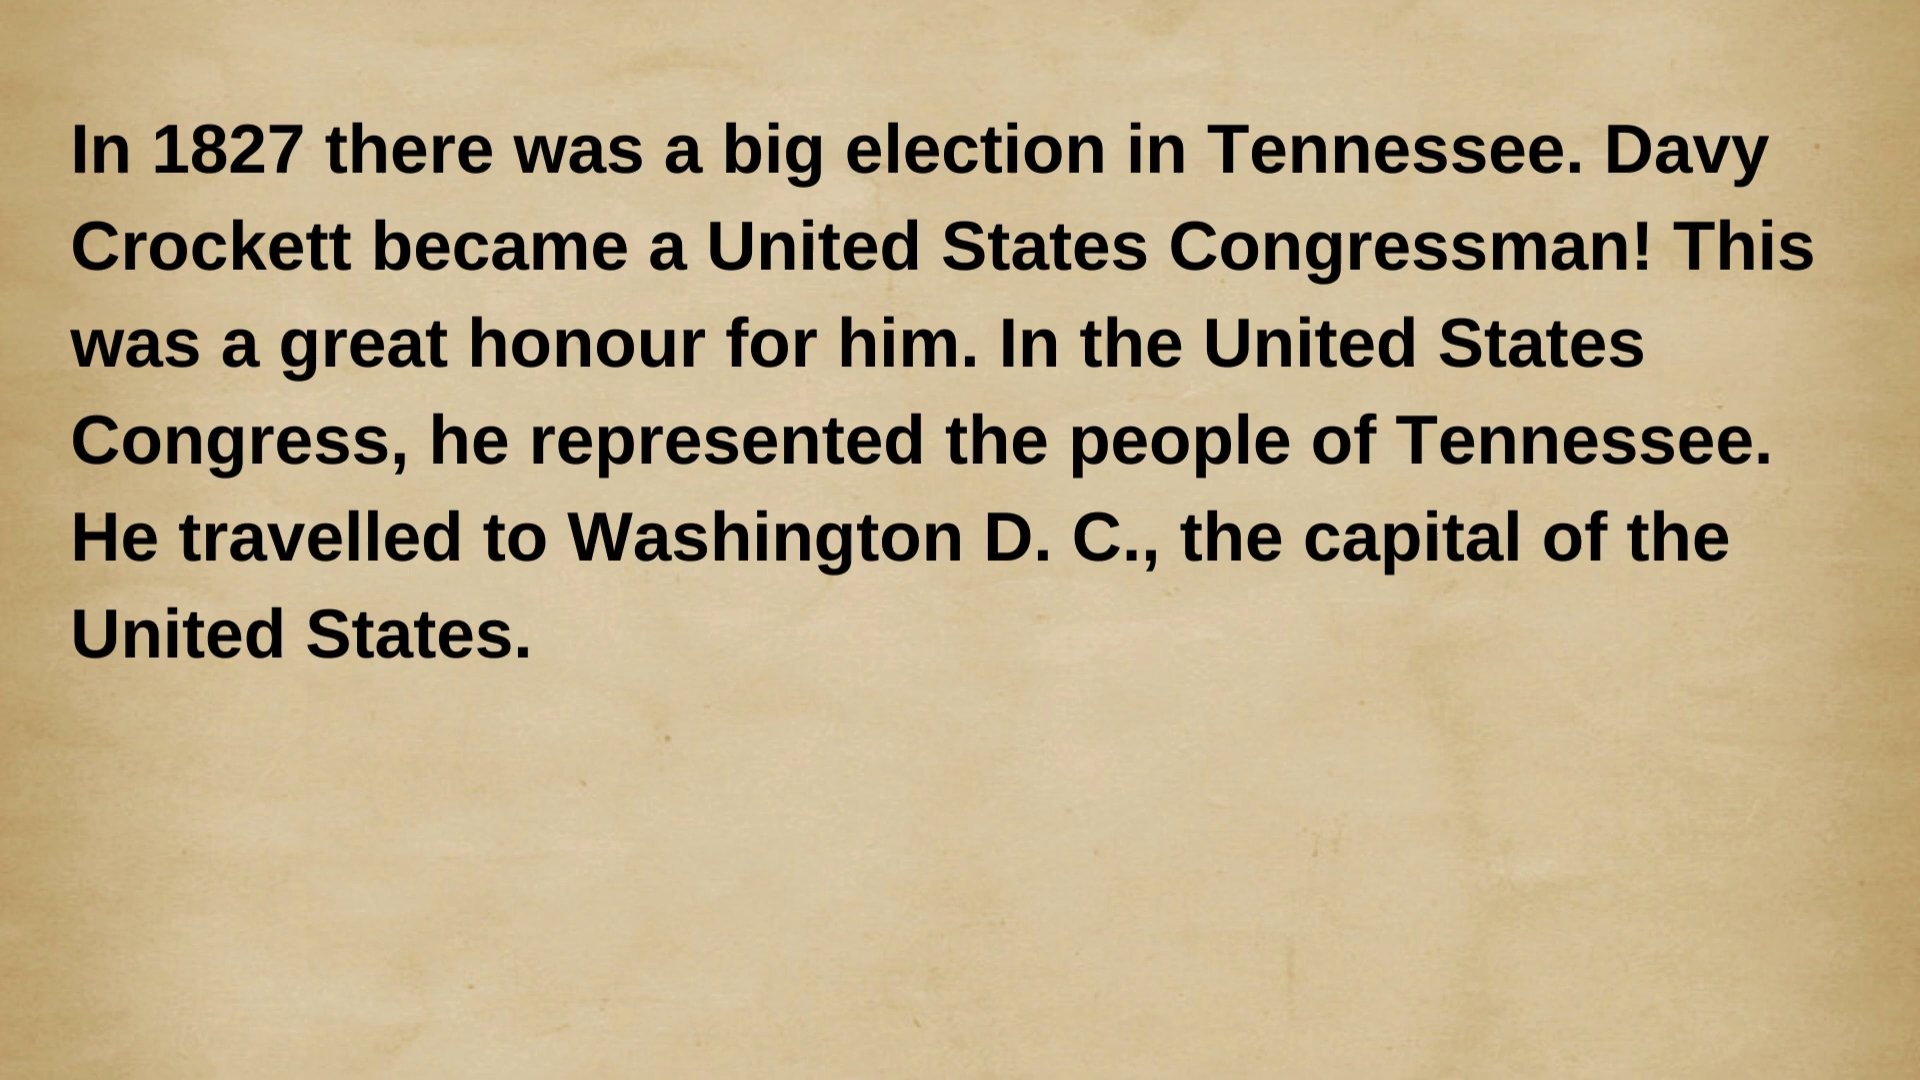 In 1827 there was a big election in Tennessee. Davy
Crockett became a United States Congressman! This
was a great honour for him. In the United States
Congress, he represented the people of Tennessee.
He travelled to Washington D. C., the capital of the
United States.